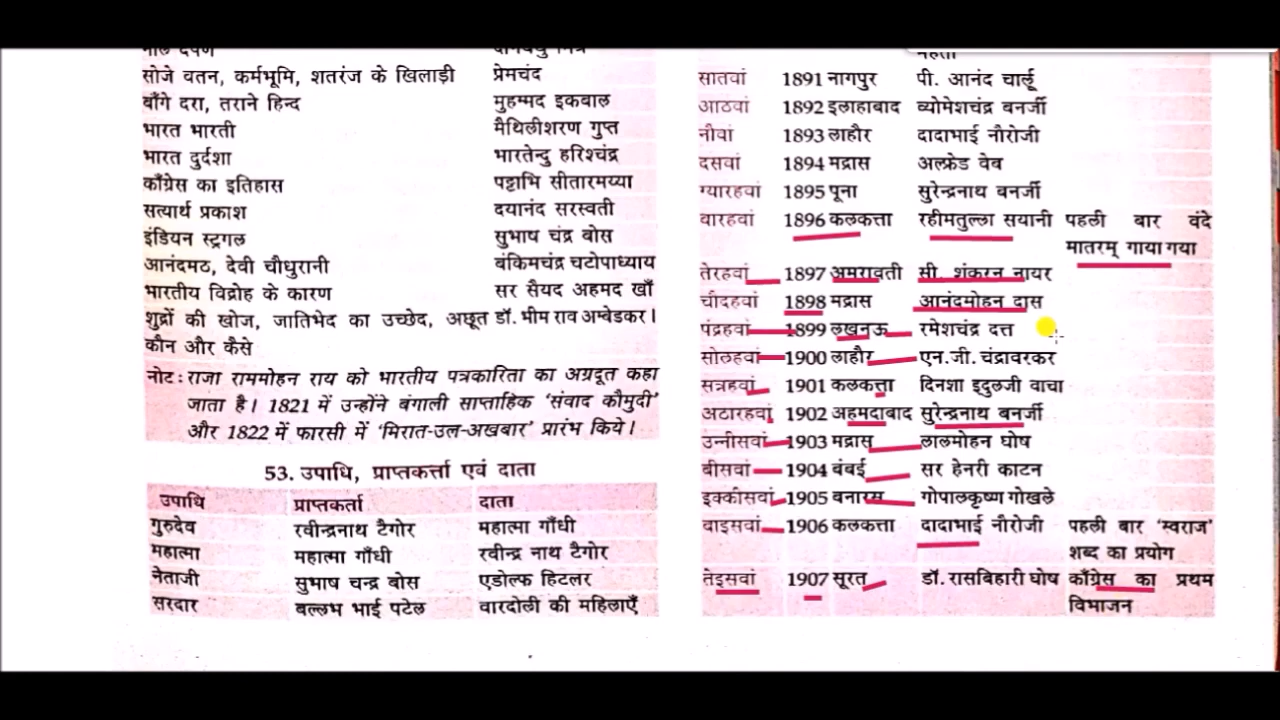 सोजे वतन, कर्मभूमि, शतरंज के खिलाड़ी प्रेमचंद
बाँगे दरा, तराने हिन्द मुहम्मद इकबाल
भारत भारती मैथिलीशरण गुप्त
भारत दुर्दशा भारतेन्दु हरिश्चंद्र
काँग्रेस का इतिहास पट्टाभि सीतारमय्या
सत्यार्थ प्रकाश दयानंद सरस्वती
इंडियन स्ट्रगल सुभाष चंद्र बोस
आनंदमठ, देवी चौधुरानी बंकिमचंद्र चटोपाध्याय
भारतीय विद्रोह के कारण सर सैयद अहमद खाँ
शुद्रों की खोज, जातिभेद का उच्छेद, अछूत डॉ. भीम राव अम्बेडकर।
कौन और कैसे
नोट: राजा राममोहन राय को भारतीय पत्रकारिता का अग्रदूत कहा
जाता है। 1821 में उन्होंने बंगाली साप्ताहिक 'संवाद कौमुदी'
और 1822 में फारसी में 'मिरात-उल-अखबार' प्रारंभ किये।
53. उपाधि, प्राप्तकर्त्ता एवं दाता
उपाधि प्राप्तकर्ता दाता
गुरुदेव रवीन्द्रनाथ टैगोर महात्मा गाँधी
महात्मा महात्मा गाँधी रवीन्द्र नाथ टैगोर
नेताजी सुभाष चन्द्र बोस एडोल्फ हिटलर
सरदार बल्लभ भाई पटेल वारदोली की महिलाएँ
सातवां 1891 नागपुर पी. आनंद चार्लू
आठवां 1892 इलाहाबाद व्योमेशचंद्र बनर्जी
नौवां 1893 लाहौर दादाभाई नौरोजी
दसवां 1894 मद्रास अल्फ्रेड वेब
ग्यारहवां 1895 पूना सुरेन्द्रनाथ बनर्जी
वारहवां 1896 कलकत्ता रहीमतुल्ला सयानी पहली बार वंदे
मातरम् गाया गया
तेरहवां 1897 अमरावती सी. शंकरन नायर
चौदहवां 1898 मद्रास आनंदमोहन दास
पंद्रहवां 1899 लखनऊ रमेशचंद्र दत्त
सोलहवां 1900 लाहौर एन.जी. चंद्रावरकर
सत्रहवां 1901 कलकत्ता दिनशा इदुलजी वाचा
अठारहवां 1902 अहमदाबाद सुरेन्द्रनाथ बनर्जी
उन्नीसवां 1903 मद्रास लालमोहन घोष
बीसवां 1904 बंबई सर हेनरी काटन
इक्कीसवां 1905 बनारस गोपालकृष्ण गोखले
बाइसवां 1906 कलकत्ता दादाभाई नौरोजी पहली बार 'स्वराज'
शब्द का प्रयोग
तेइसवां 1907 सूरत डॉ. रासबिहारी घोष काँग्रेस का प्रथम
विभाजन